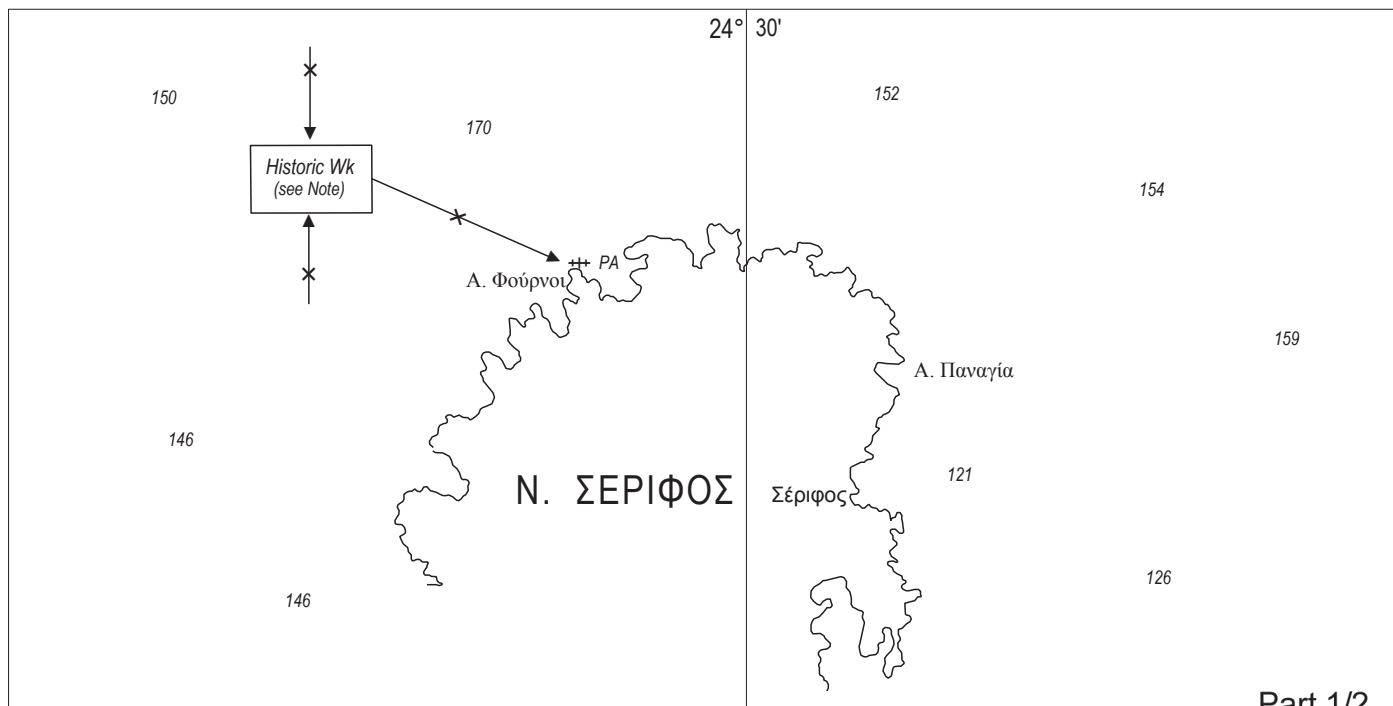 24° 30'
150
152
170
Historic Wk
(see Note)
154
PA
Α. Φούρνοι
159
Α. Παναγία
146
121
Ν. ΣΕΡΙΦΟΣ
Σέριφος
126
146
Part 1/2